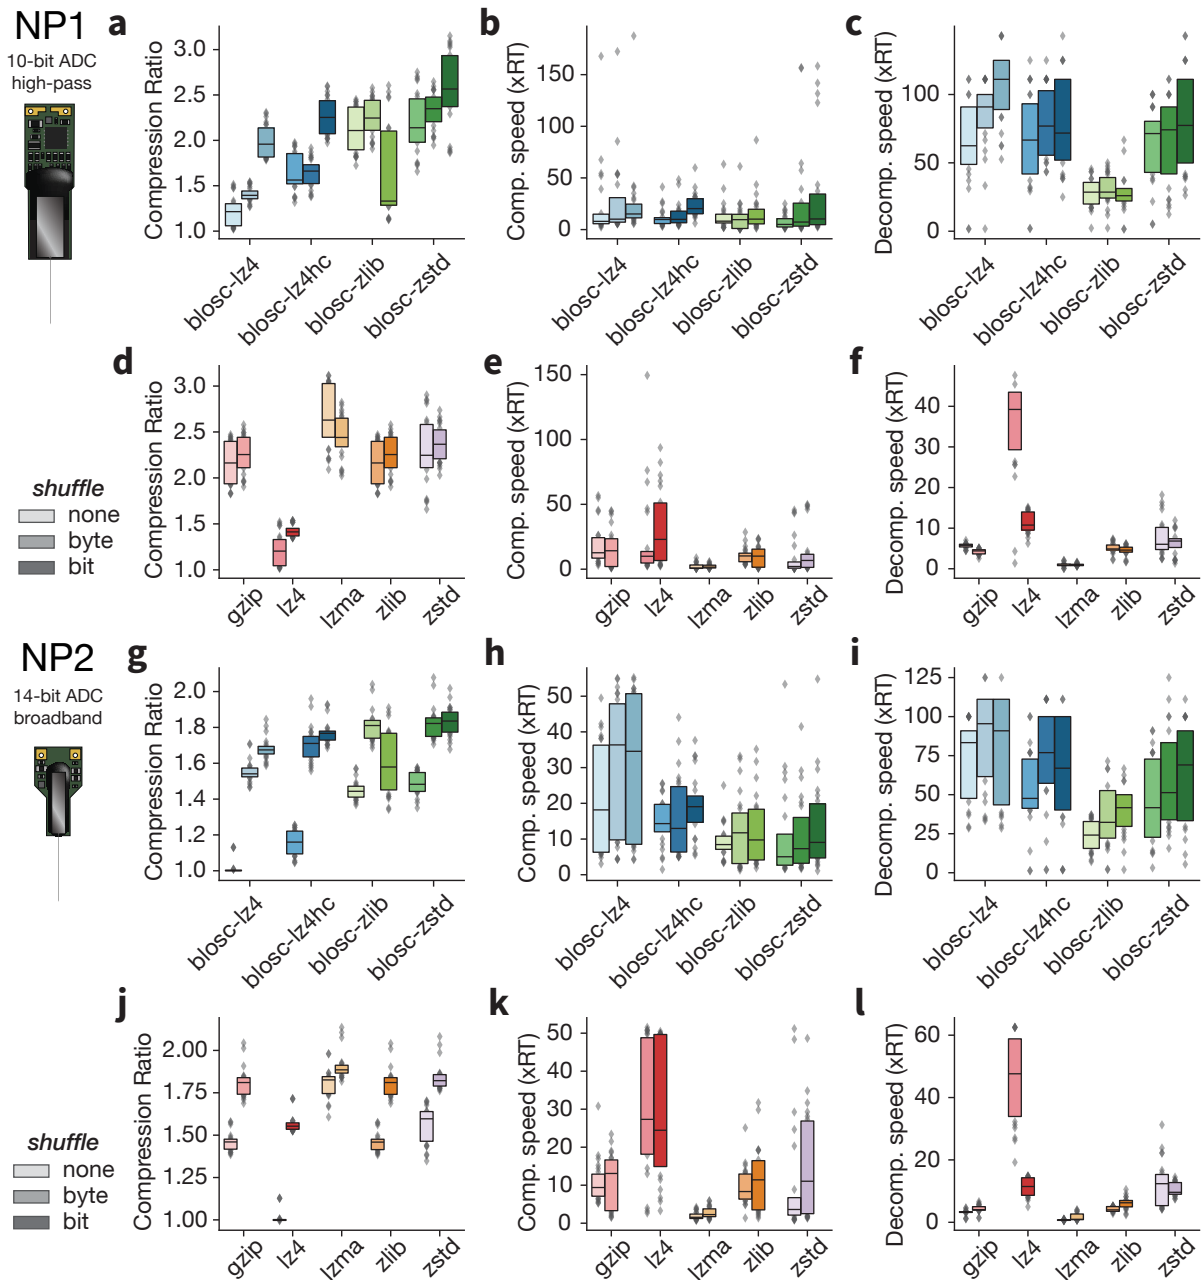 NP1
10-bit ADC
high-pass
a
Compression Ratio
3.0
2.5
2.0
1.5
1.0
blosc-lz4
blosc-lz4hc
blosc-zlib
blosc-zstd
b
Comp. speed (xRT)
150
100
50
0
blosc-lz4
blosc-lz4hc
blosc-zlib
blosc-zstd
c
Decomp. speed (xRT)
100
50
0
blosc-lz4
blosc-lz4hc
blosc-zlib
blosc-zstd
shuffle
none
byte
bit
d
Compression Ratio
3.0
2.5
2.0
1.5
1.0
gzip
lz4
lzma
zlib
zstd
e
Comp. speed (xRT)
150
100
50
0
gzip
lz4
lzma
zlib
zstd
f
Decomp. speed (xRT)
40
30
20
10
0
gzip
lz4
lzma
zlib
zstd
NP2
14-bit ADC
broadband
g
Compression Ratio
2.0
1.8
1.6
1.4
1.2
1.0
blosc-lz4
blosc-lz4hc
blosc-zlib
blosc-zstd
h
Comp. speed (xRT)
50
40
30
20
10
0
blosc-lz4
blosc-lz4hc
blosc-zlib
blosc-zstd
i
Decomp. speed (xRT)
125
100
75
50
25
0
blosc-lz4
blosc-lz4hc
blosc-zlib
blosc-zstd
shuffle
none
byte
bit
j
Compression Ratio
2.00
1.75
1.50
1.25
1.00
gzip
lz4
lzma
zlib
zstd
k
Comp. speed (xRT)
50
40
30
20
10
0
gzip
lz4
lzma
zlib
zstd
l
Decomp. speed (xRT)
60
40
20
0
gzip
lz4
lzma
zlib
zstd